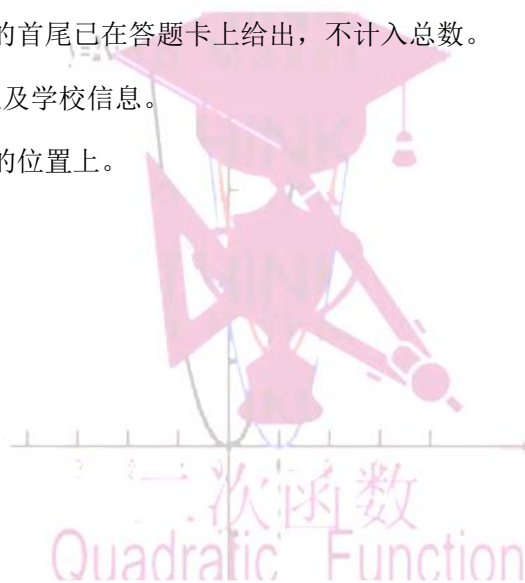 的首尾己在答题卡上给出，不计入总数。
及学校信息。
的位置上。
二次函数
Quadratic Function